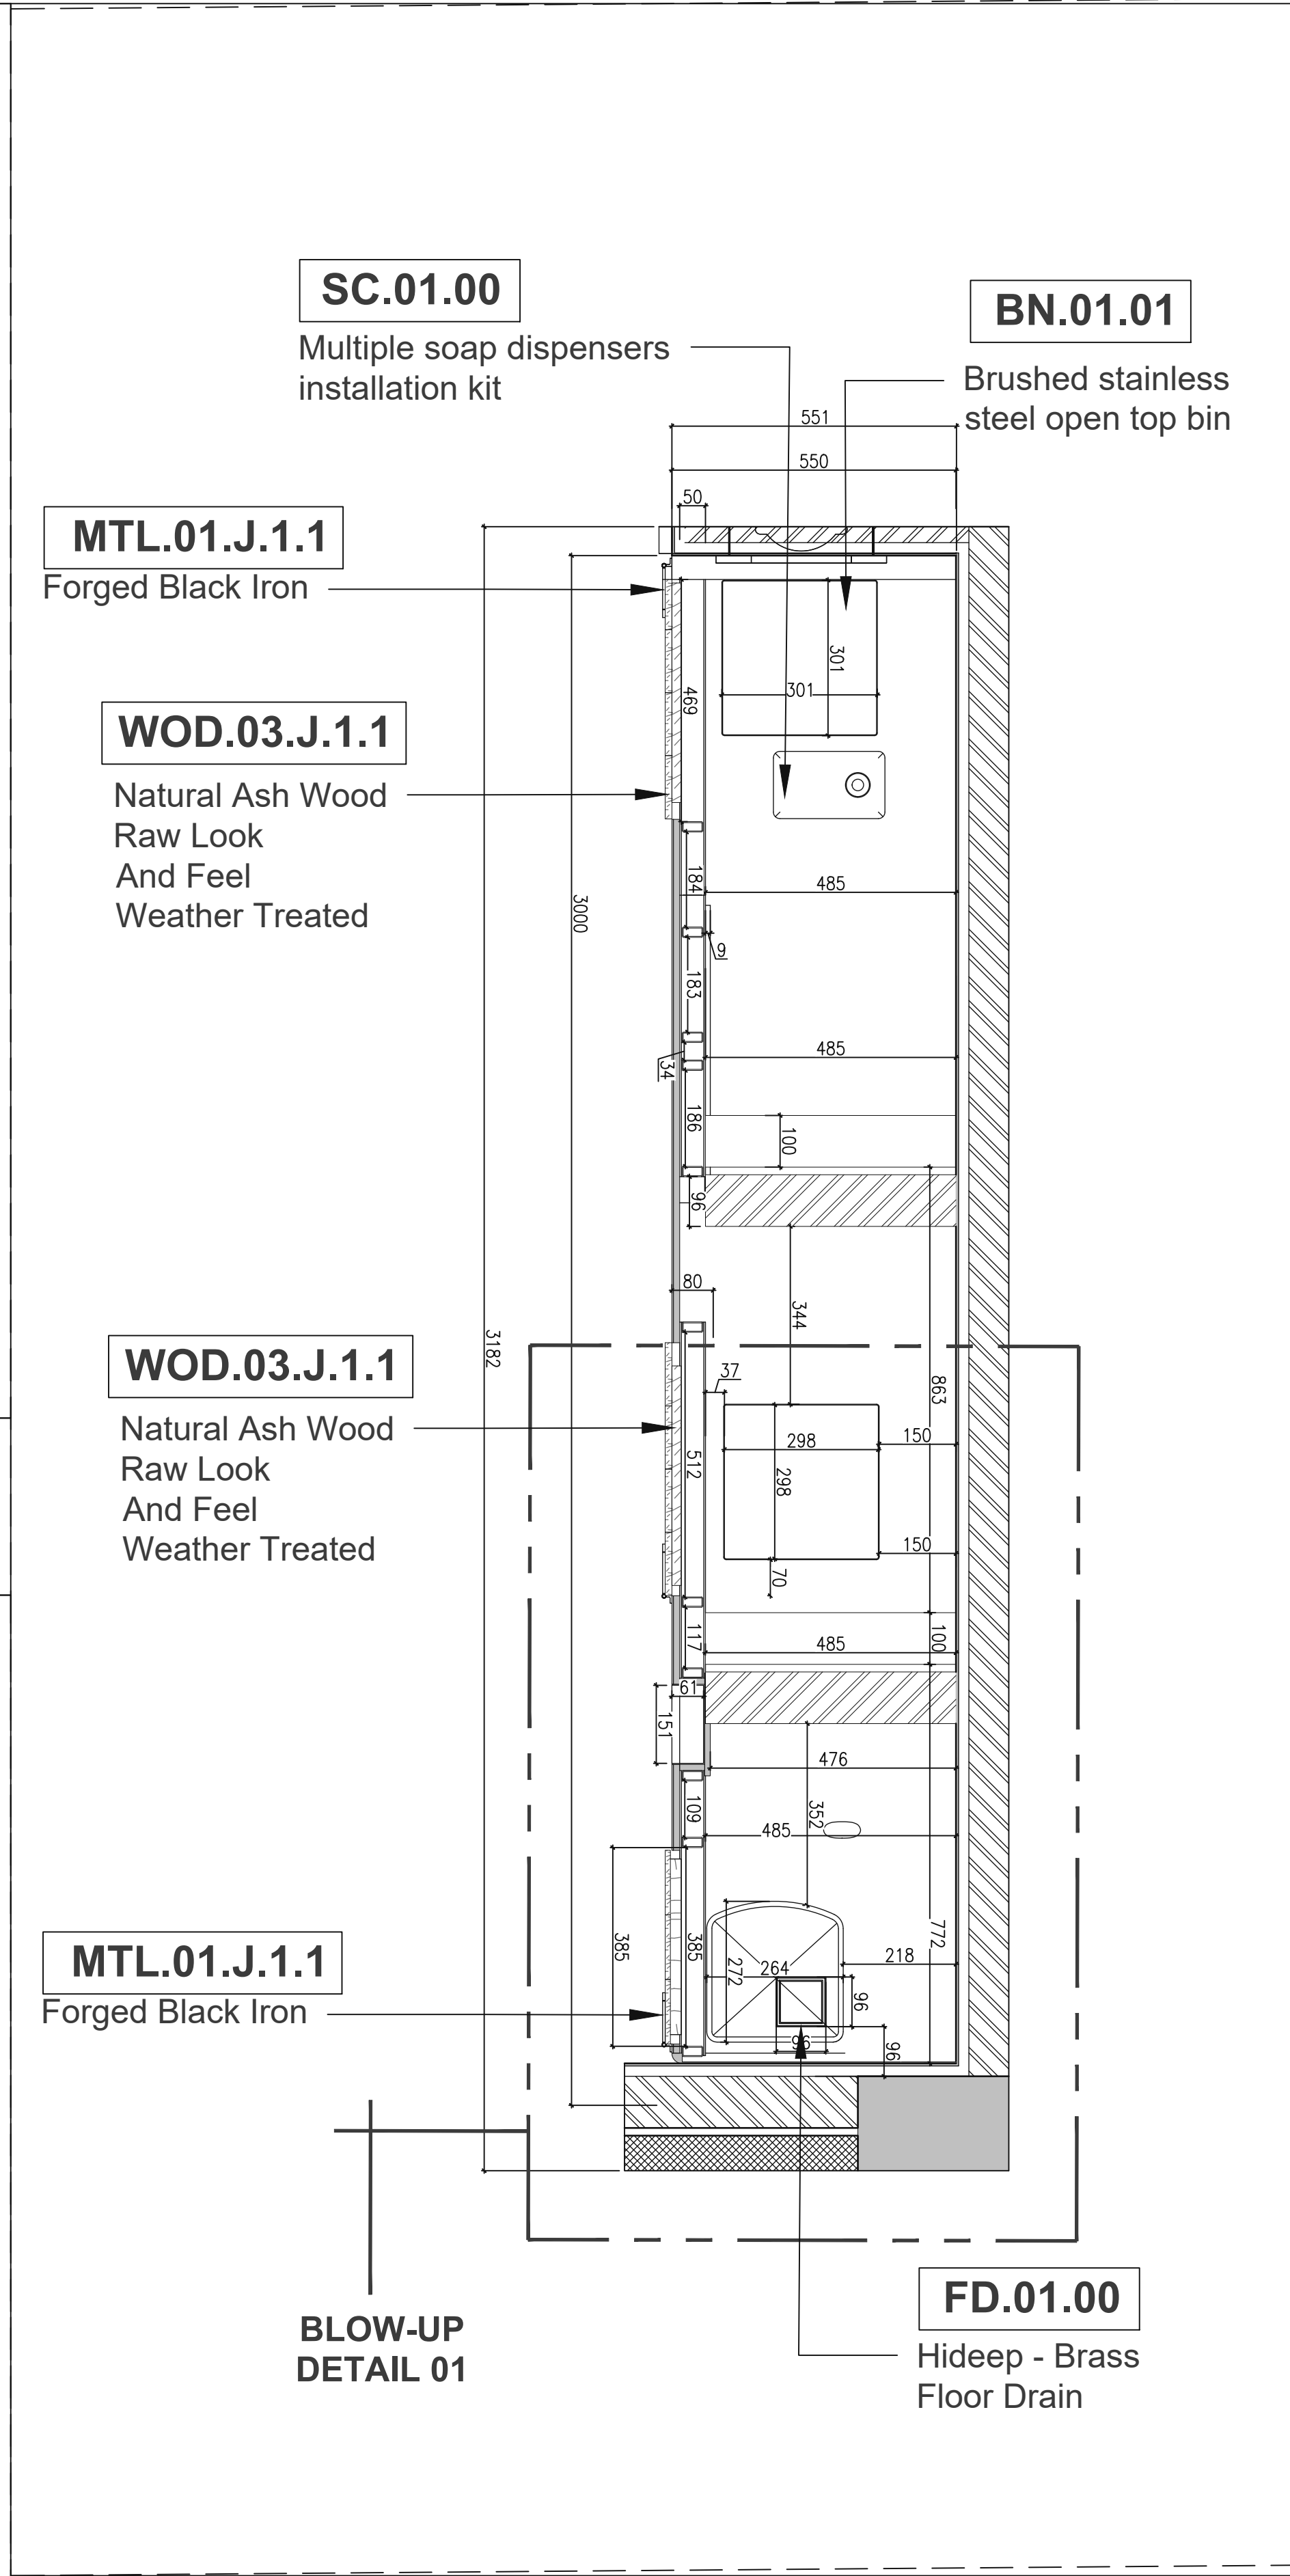 SC.01.00
Multiple soap dispensers
installation kit
BN.01.01
Brushed stainless
steel open top bin
551
550
50
MTL.01.J.1.1
Forged Black Iron
301
301
469
WOD.03.J.1.1
Natural Ash Wood
Raw Look
And Feel
Weather Treated
184
485
3000
9
183
485
34
186
100
96
80
344
3182
WOD.03.J.1.1
Natural Ash Wood
Raw Look
And Feel
Weather Treated
37
863
298
150
512
298
150
70
117
485
100
61
151
476
109
352
485
MTL.01.J.1.1
Forged Black Iron
385
385
272
264
772
218
96
96
96
FD.01.00
Hideep - Brass
Floor Drain
BLOW-UP
DETAIL 01